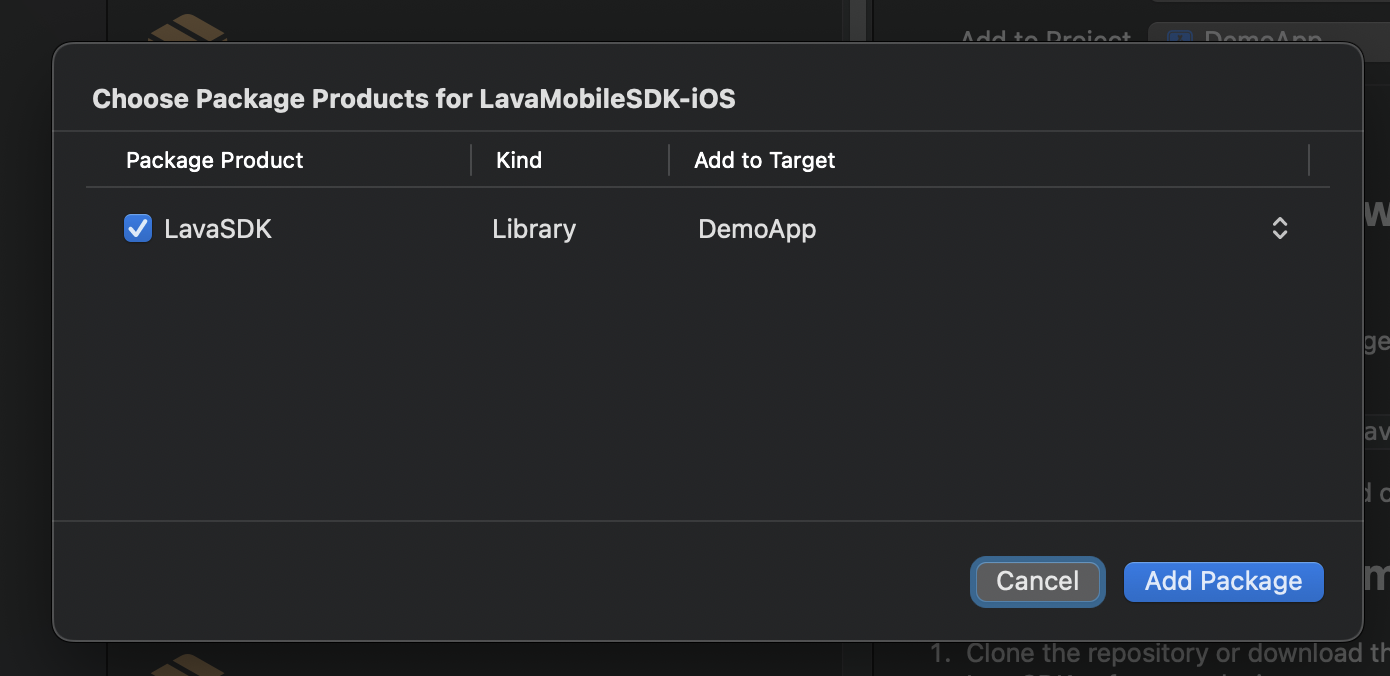 Add to Project DemoApp
Choose Package Products for LavaMobileSDK-iOS
Package Product Kind Add to Target
LavaSDK Library DemoApp
Cancel Add Package
1. Clone the repository or download th